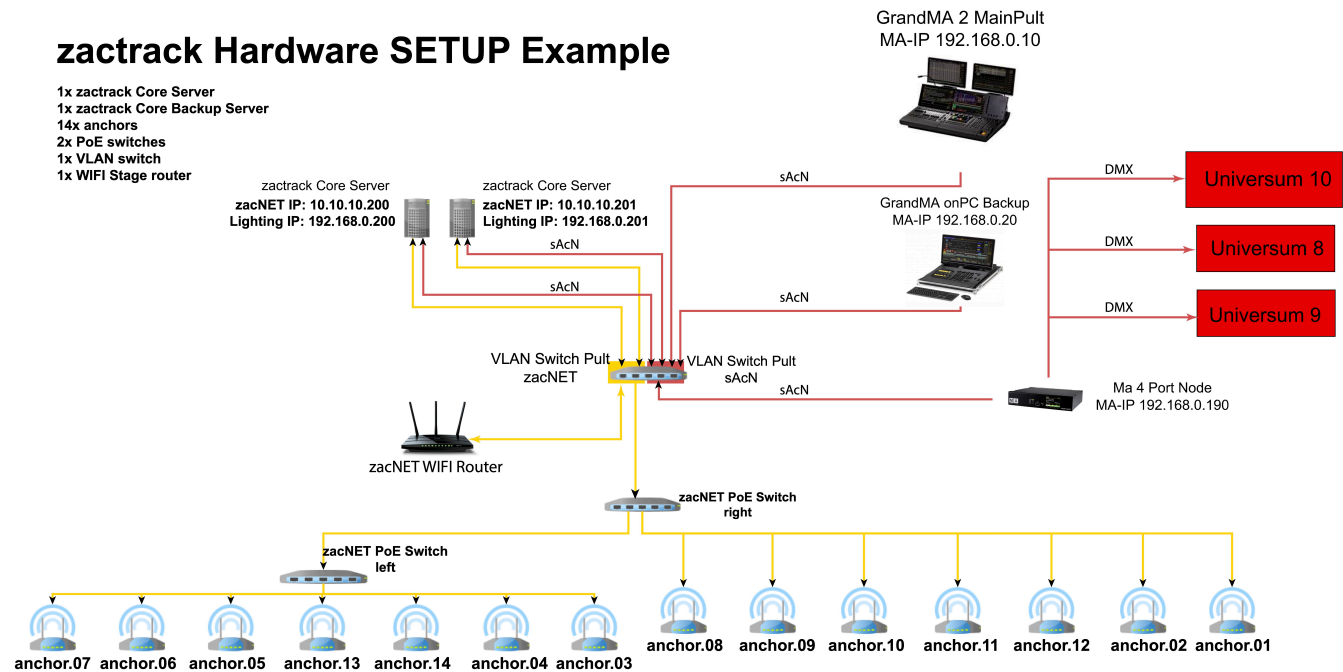 GrandMA 2 MainPult
MA-IP 192.168.0.10
zactrack Hardware SETUP Example
1x zactrack Core Server
1x zactrack Core Backup Server
14x anchors
2x PoE switches
1x VLAN switch
1x WIFI Stage router
zactrack Core Server
zacNET IP: 10.10.10.200
Lighting IP: 192.168.0.200
zactrack Core Server
zacNET IP: 10.10.10.201
Lighting IP: 192.168.0.201
sAcN
sAcN
sAcN
GrandMA onPC Backup
MA-IP 192.168.0.20
sAcN
DMX
Universum 10
DMX
Universum 8
DMX
Universum 9
VLAN Switch Pult
zacNET
VLAN Switch Pult
sAcN
sAcN
Ma 4 Port Node
MA-IP 192.168.0.190
zacNET WIFI Router
zacNET PoE Switch
right
zacNET PoE Switch
left
anchor.07
anchor.06
anchor.05
anchor.13
anchor.14
anchor.04
anchor.03
anchor.08
anchor.09
anchor.10
anchor.11
anchor.12
anchor.02
anchor.01